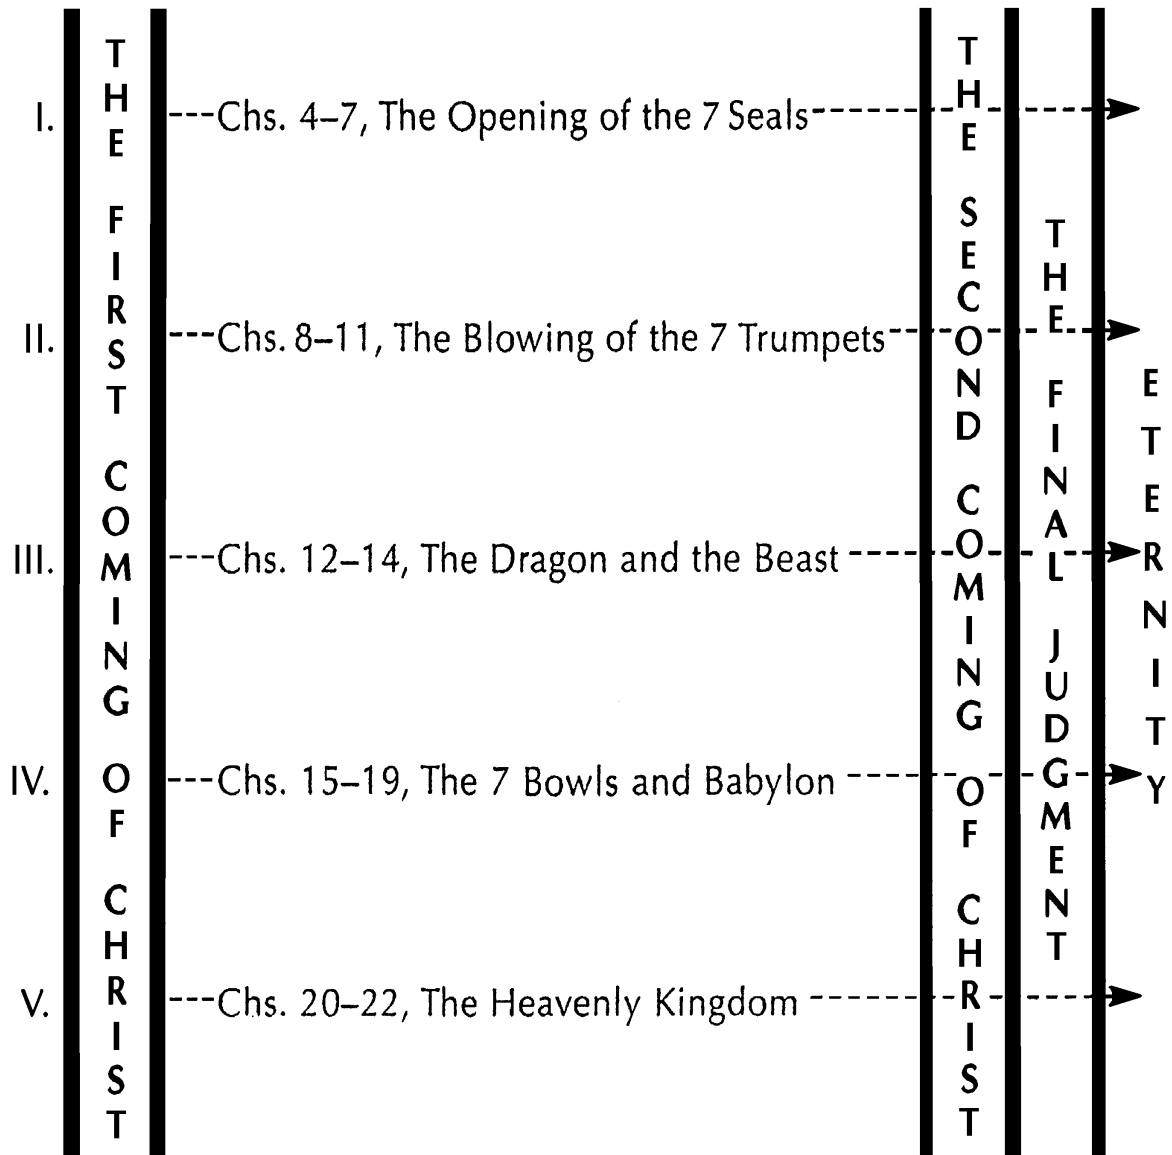 THE FIRST COMING OF CHRIST
I. Chs. 4–7, The Opening of the 7 Seals
II. Chs. 8–11, The Blowing of the 7 Trumpets
III. Chs. 12–14, The Dragon and the Beast
IV. Chs. 15–19, The 7 Bowls and Babylon
V. Chs. 20–22, The Heavenly Kingdom
THE SECOND COMING OF CHRIST
THE FINAL JUDGMENT
ETERNITY